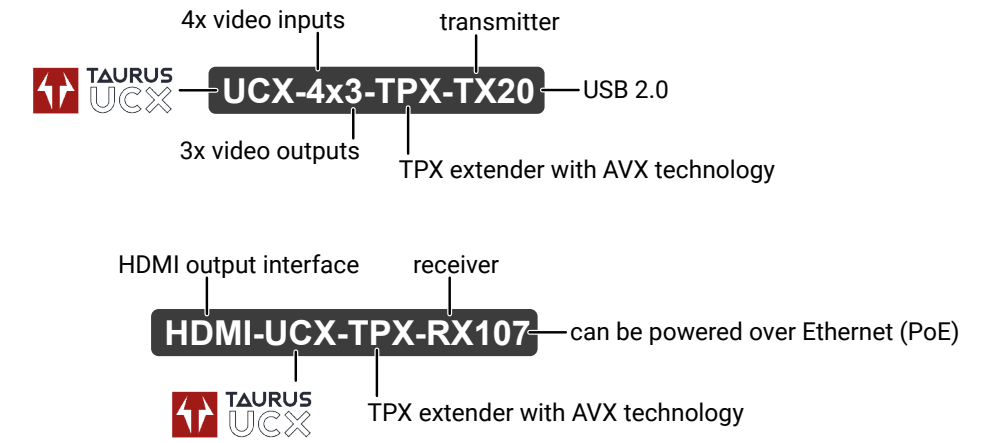 4x video inputs
transmitter
TAURUS
UCX
UCX-4x3-TPX-TX20
USB 2.0
3x video outputs
TPX extender with AVX technology
HDMI output interface
receiver
HDMI-UCX-TPX-RX107
can be powered over Ethernet (PoE)
TAURUS
UCX
TPX extender with AVX technology